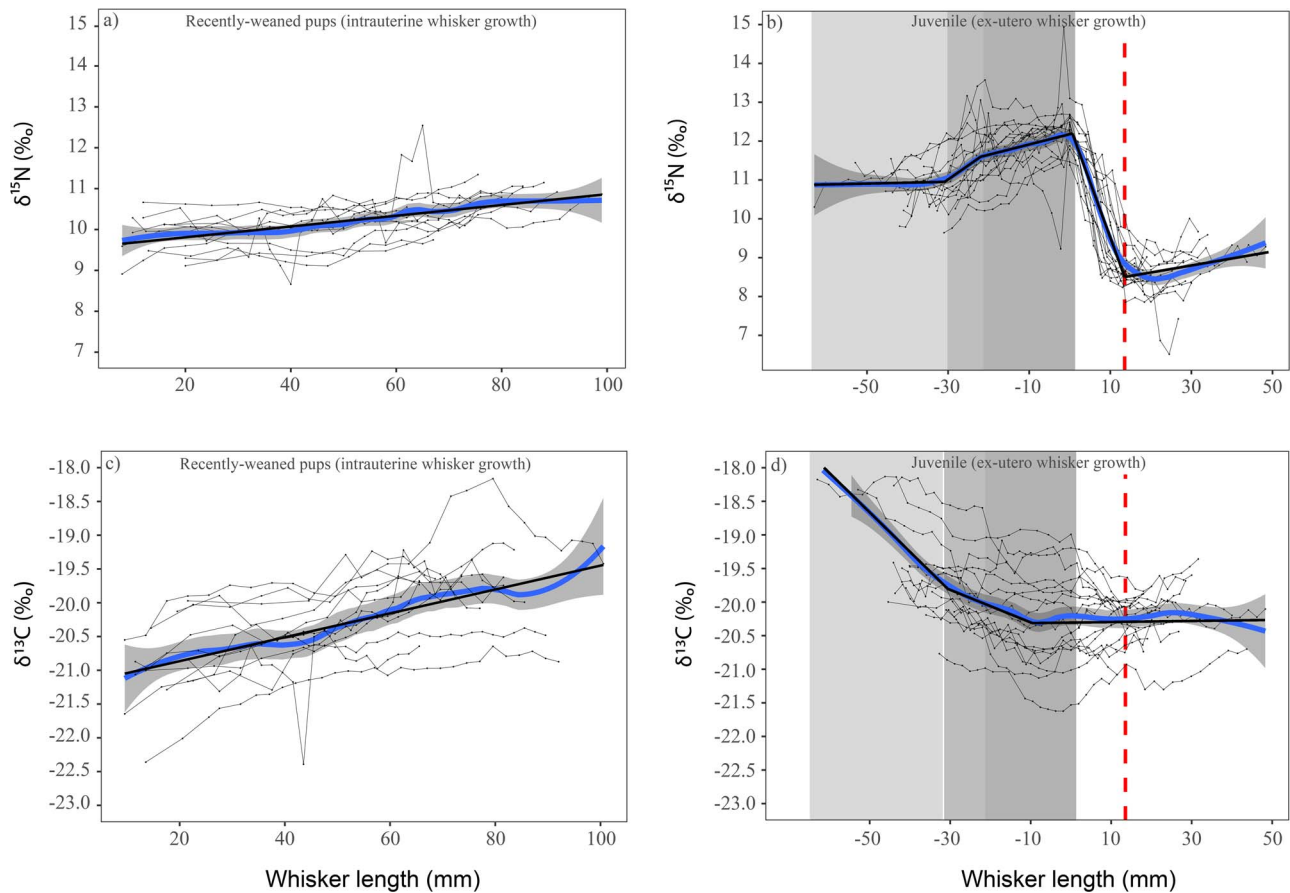 a) Recently-weaned pups (intrauterine whisker growth)
15
14
13
12
11
10
9
8
7
δ¹⁵N (‰)
20 40 60 80 100
b) Juvenile (ex-utero whisker growth)
15
14
13
12
11
10
9
8
7
δ¹⁵N (‰)
-50 -30 -10 10 30 50
c) Recently-weaned pups (intrauterine whisker growth)
-18.0
-18.5
-19.0
-19.5
-20.0
-20.5
-21.0
-21.5
-22.0
-22.5
-23.0
δ¹³C (‰)
20 40 60 80 100
Whisker length (mm)
d) Juvenile (ex-utero whisker growth)
-18.0
-18.5
-19.0
-19.5
-20.0
-20.5
-21.0
-21.5
-22.0
-22.5
-23.0
δ¹³C (‰)
-50 -30 -10 10 30 50
Whisker length (mm)